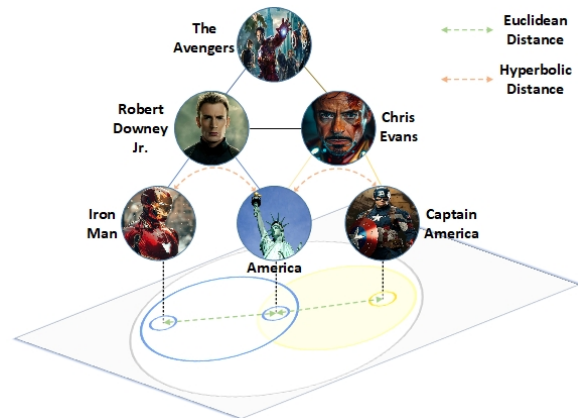 The
Avengers
Euclidean
Distance
Hyperbolic
Distance
Robert
Downey
Jr.
Chris
Evans
Iron
Man
America
Captain
America